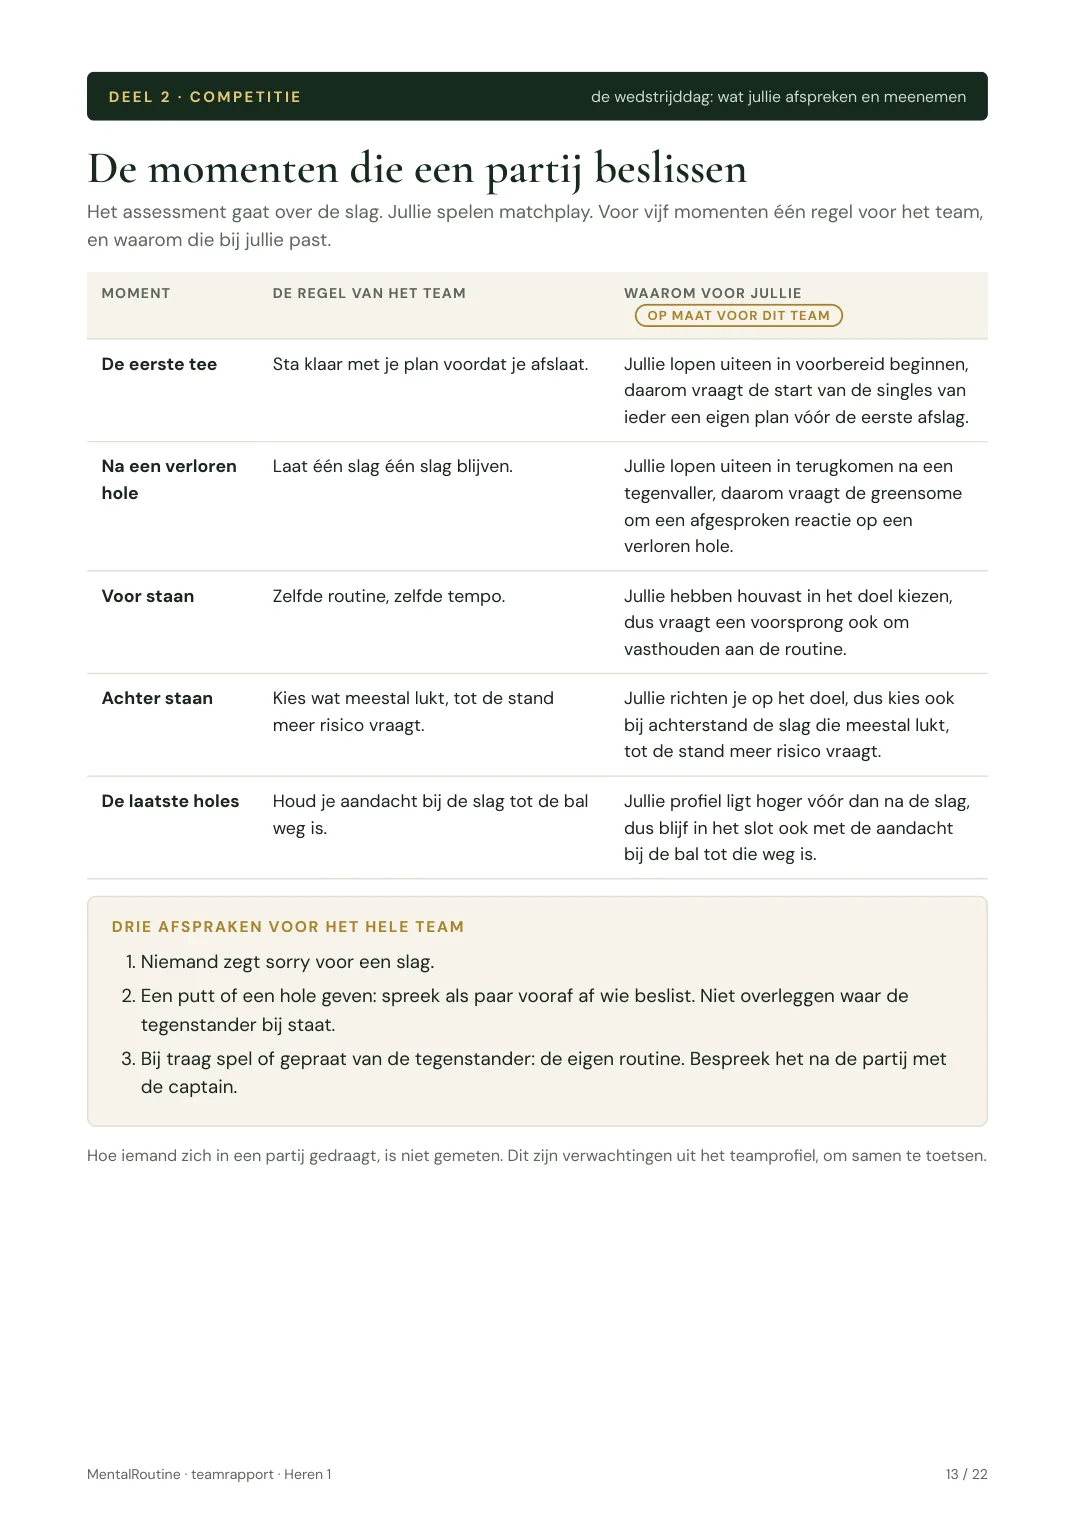 DEEL 2 · COMPETITIE
de wedstrijddag: wat jullie afspreken en meenemen
De momenten die een partij beslissen
Het assessment gaat over de slag. Jullie spelen matchplay. Voor vijf momenten één regel voor het team,
en waarom die bij jullie past.
MOMENT
DE REGEL VAN HET TEAM
WAAROM VOOR JULLIE
OP MAAT VOOR DIT TEAM
De eerste tee
Sta klaar met je plan voordat je afslaat.
Jullie lopen uiteen in voorbereid beginnen,
daarom vraagt de start van de singles van
ieder een eigen plan vóór de eerste afslag.
Na een verloren
hole
Laat één slag één slag blijven.
Jullie lopen uiteen in terugkomen na een
tegenvaller, daarom vraagt de greensome
om een afgesproken reactie op een
verloren hole.
Voor staan
Zelfde routine, zelfde tempo.
Jullie hebben houvast in het doel kiezen,
dus vraagt een voorsprong ook om
vasthouden aan de routine.
Achter staan
Kies wat meestal lukt, tot de stand
meer risico vraagt.
Jullie richten je op het doel, dus kies ook
bij achterstand de slag die meestal lukt,
tot de stand meer risico vraagt.
De laatste holes
Houd je aandacht bij de slag tot de bal
weg is.
Jullie profiel ligt hoger vóór dan na de slag,
dus blijf in het slot ook met de aandacht
bij de bal tot die weg is.
DRIE AFSPRAKEN VOOR HET HELE TEAM
1. Niemand zegt sorry voor een slag.
2. Een putt of een hole geven: spreek als paar vooraf af wie beslist. Niet overleggen waar de
tegenstander bij staat.
3. Bij traag spel of gepraat van de tegenstander: de eigen routine. Bespreek het na de partij met
de captain.
Hoe iemand zich in een partij gedraagt, is niet gemeten. Dit zijn verwachtingen uit het teamprofiel, om samen te toetsen.
MentalRoutine · teamrapport · Heren 1
13 / 22